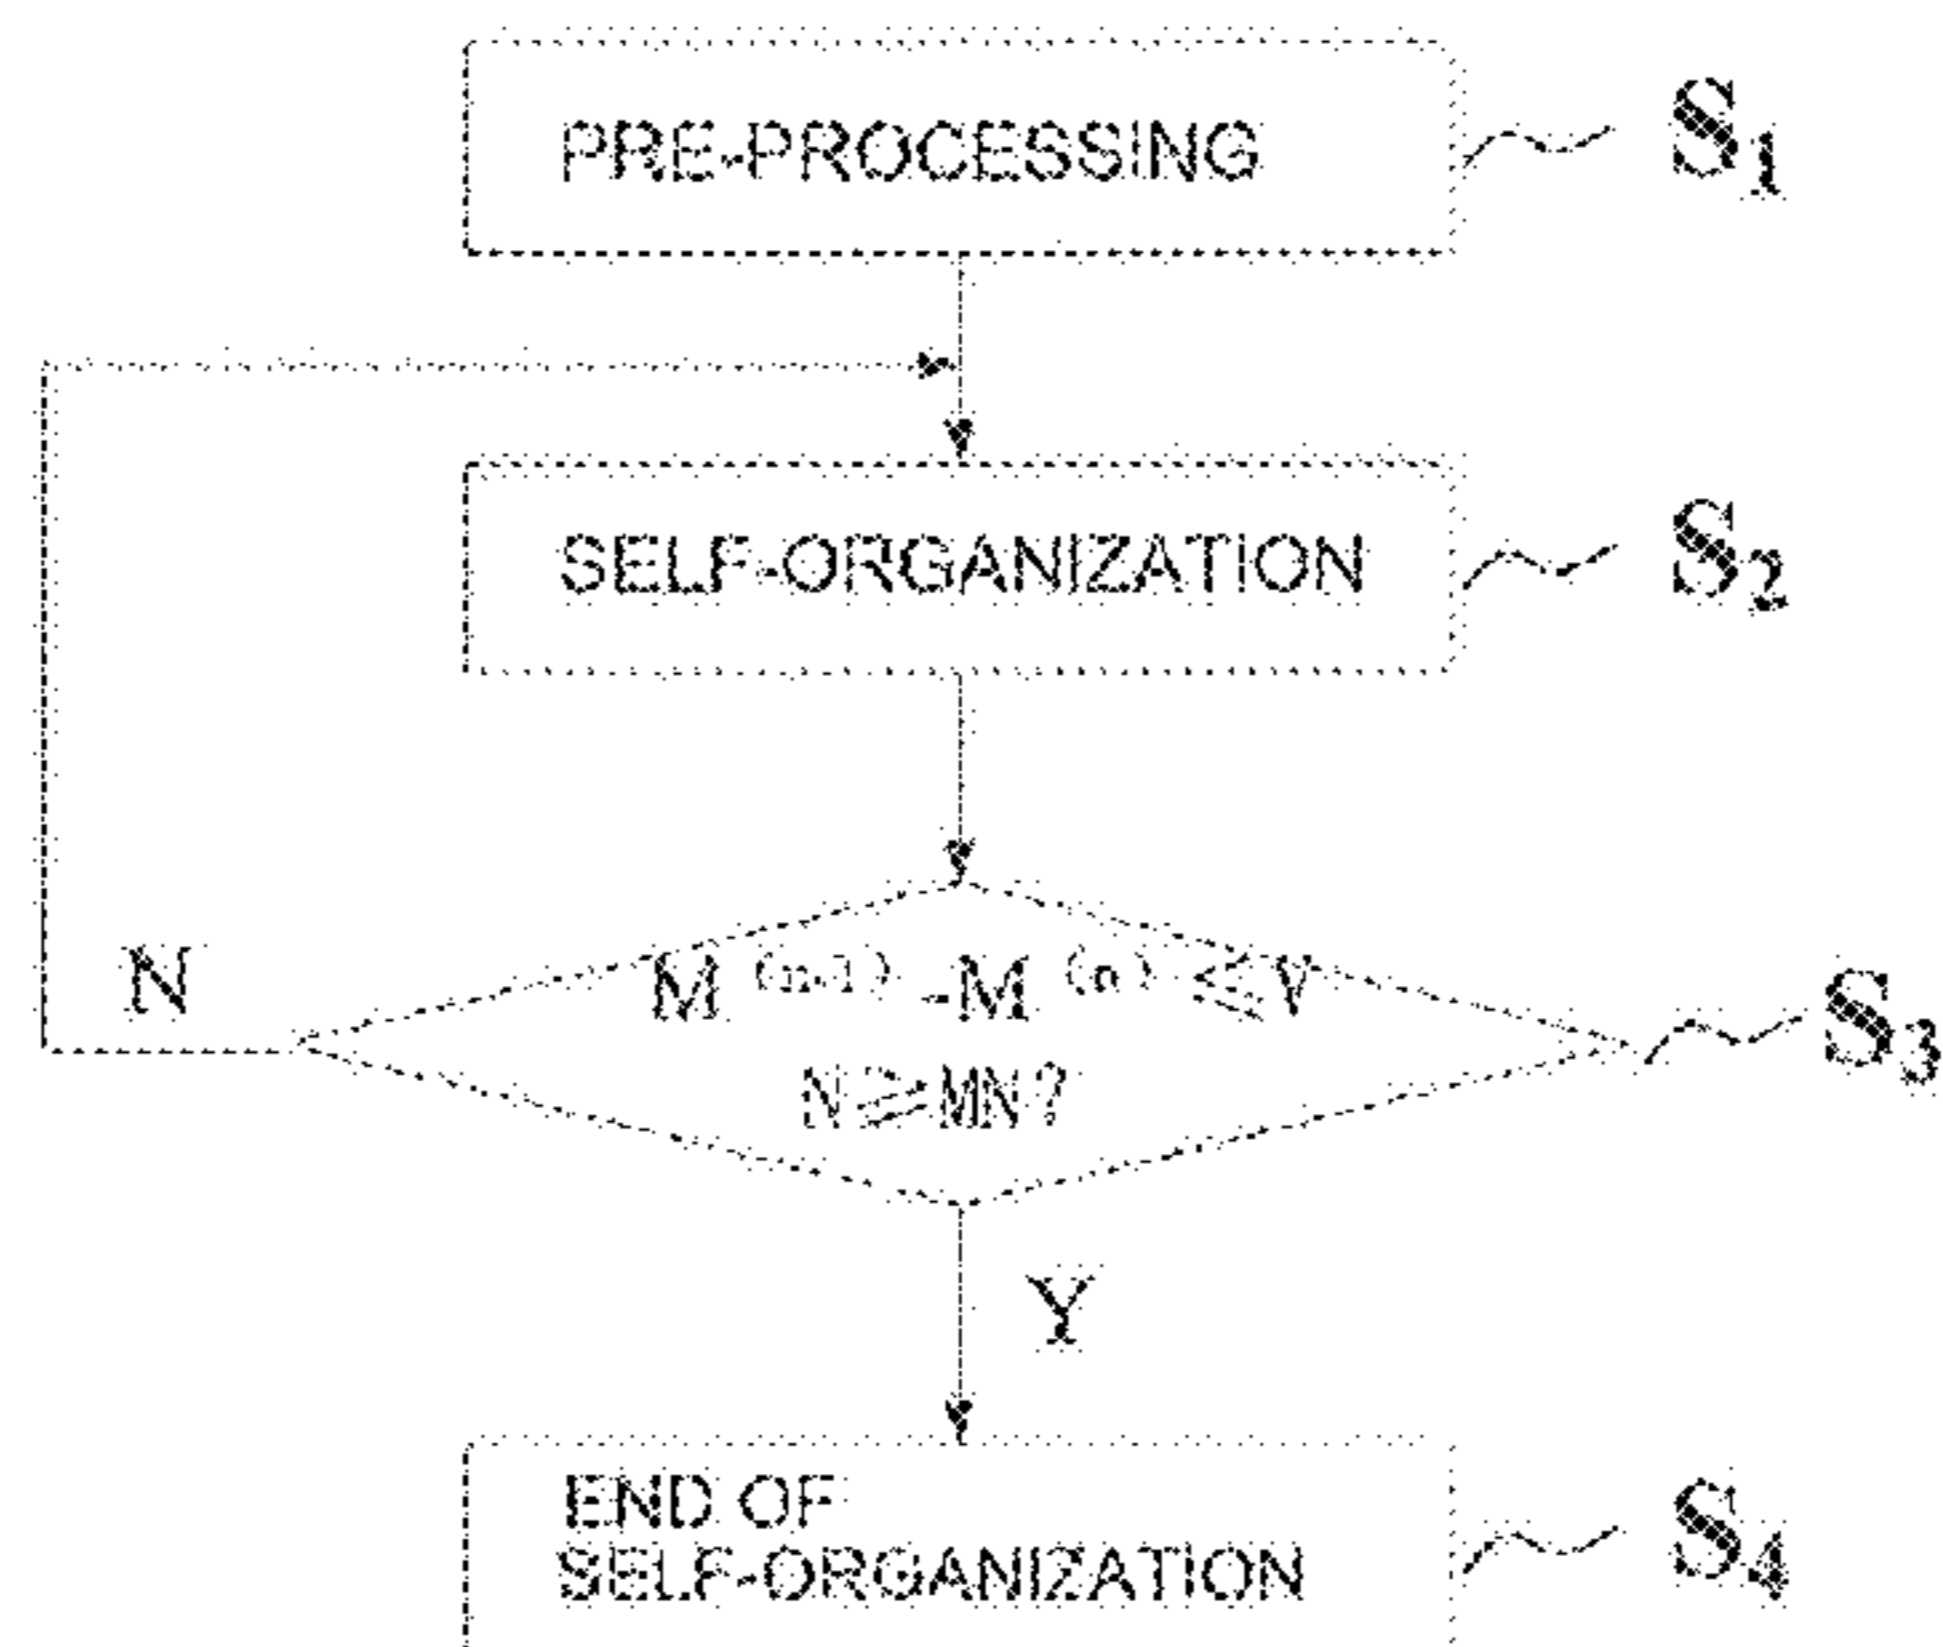 PRE-PROCESSING
S1
SELF-ORGANIZATION
S2
N
M (n-1) -M (n) ≦V
N≧MN?
S3
Y
END OF
SELF-ORGANIZATION
S4